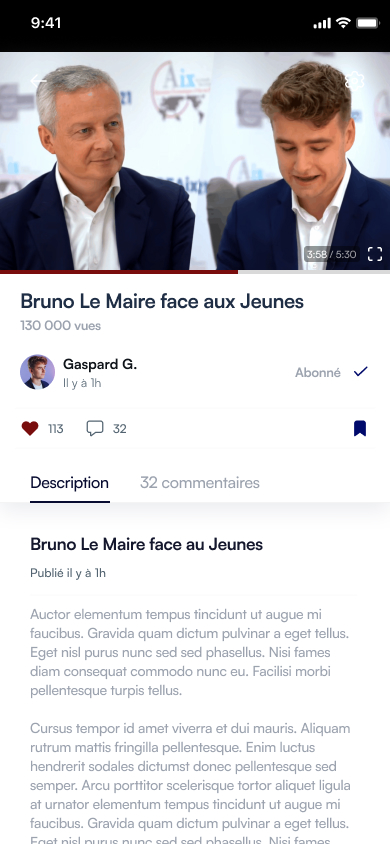 9:41
Aix
Aix
3:58 / 5:30
Bruno Le Maire face aux Jeunes
130 000 vues
Gaspard G.
Il y à 1h
Abonné
113
32
Description
32 commentaires
Bruno Le Maire face au Jeunes
Publié il y à 1h
Auctor elementum tempus tincidunt ut augue mi
faucibus. Gravida quam dictum pulvinar a eget tellus.
Eget nisl purus nunc sed sed phasellus. Nisi fames
diam consequat commodo nunc eu. Facilisi morbi
pellentesque turpis tellus.
Cursus tempor id amet viverra et dui mauris. Aliquam
rutrum mattis fringilla pellentesque. Enim luctus
hendrerit sodales dictumst donec pellentesque sed
semper. Arcu porttitor scelerisque tortor aliquet ligula
at urnator elementum tempus tincidunt ut augue mi
faucibus. Gravida quam dictum pulvinar a eget tellus.
Eget nisl purus nunc sed sed phasellus. Nisi fames